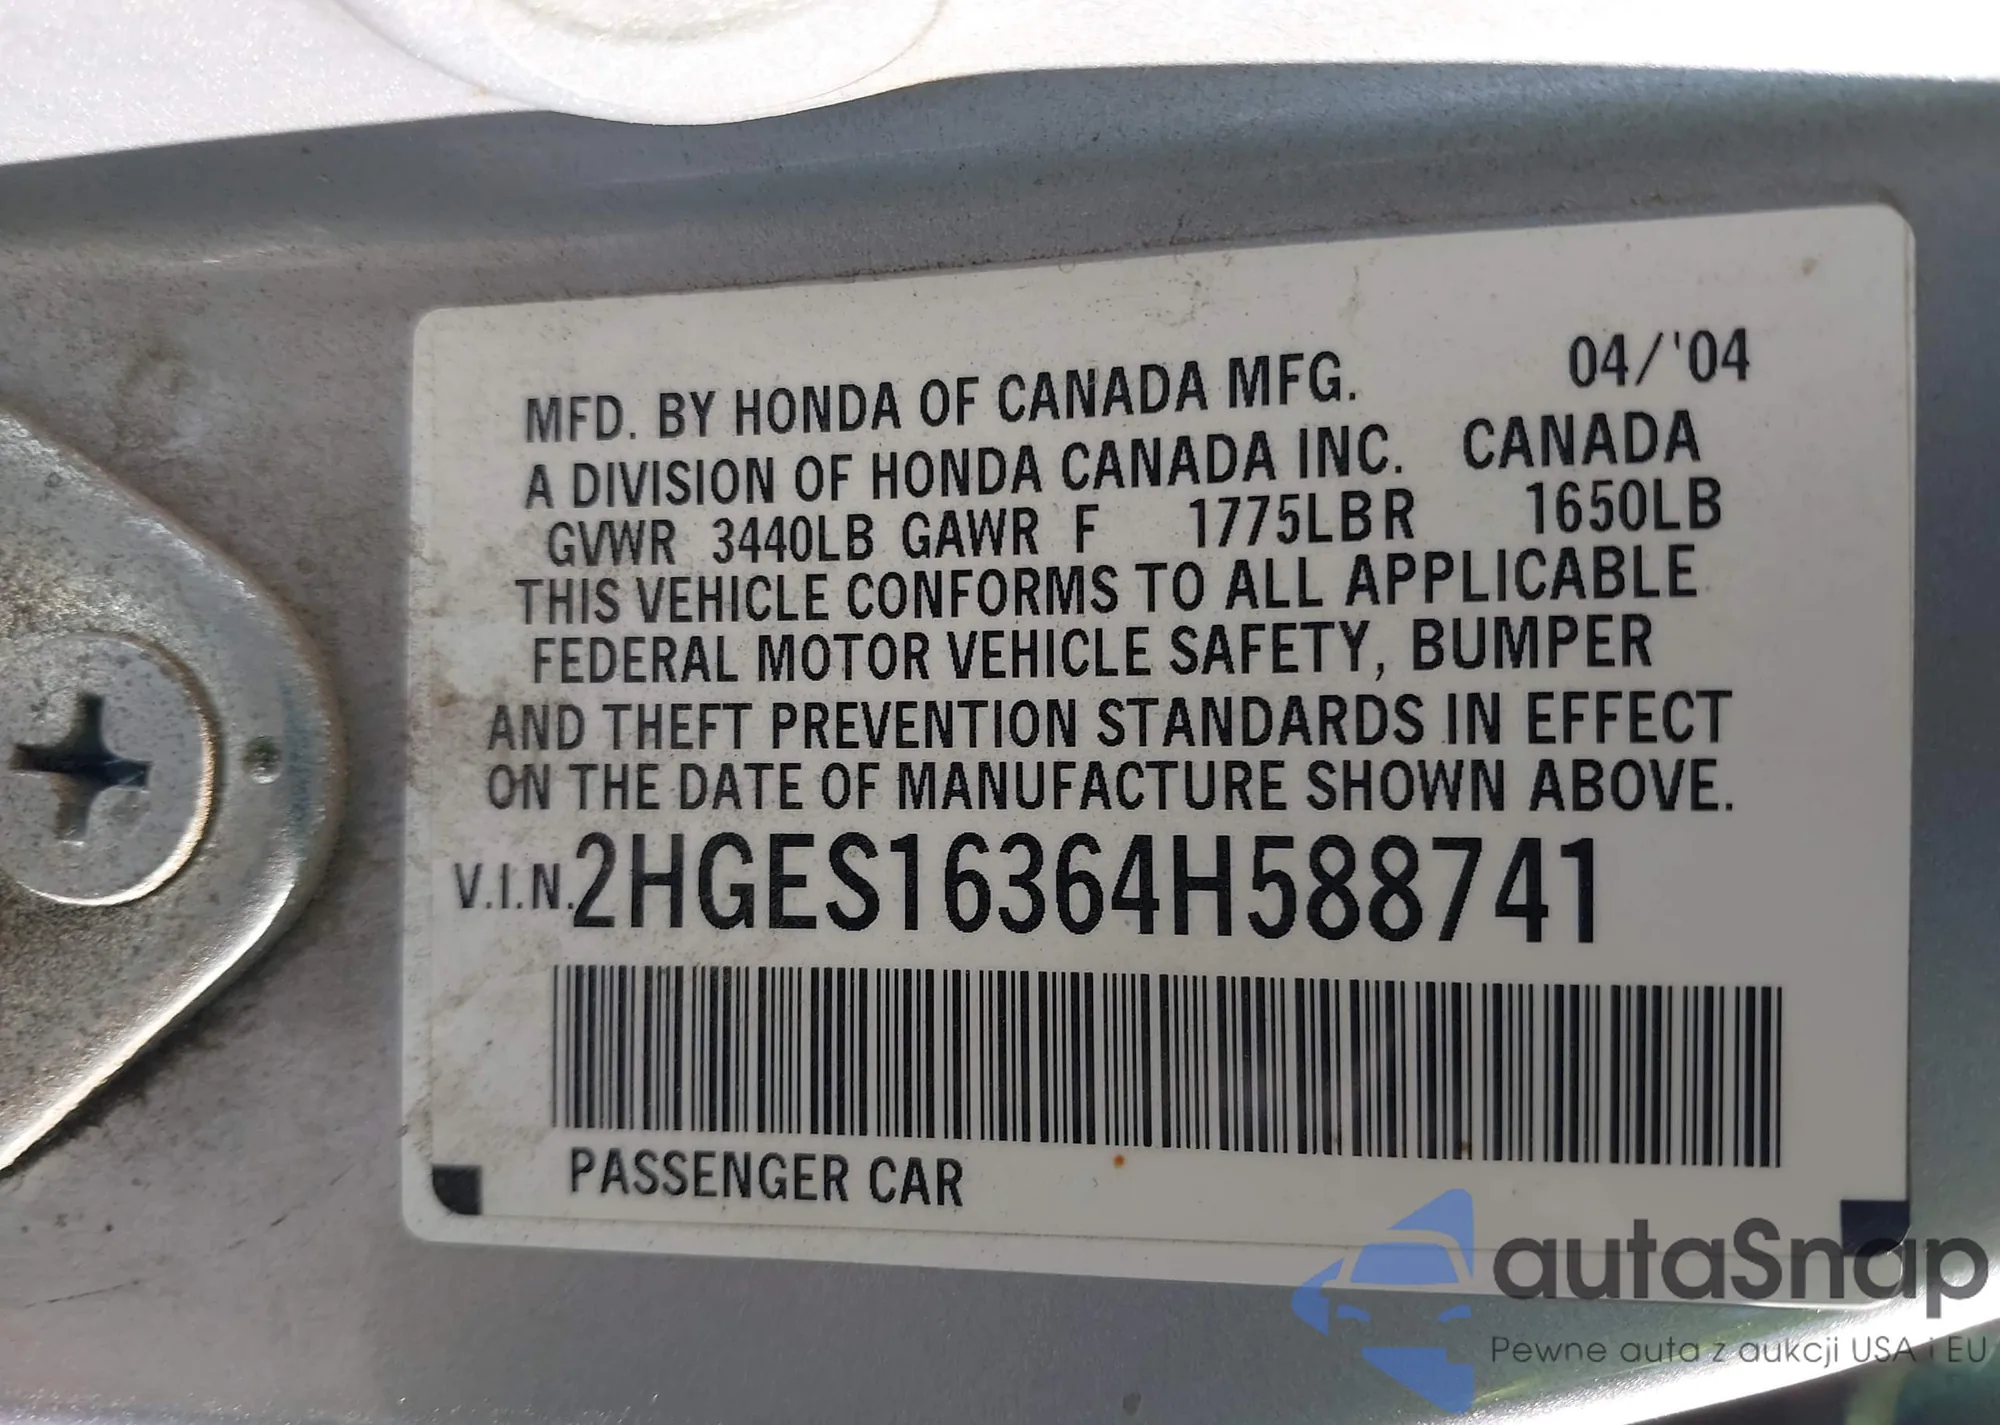 MFD. BY HONDA OF CANADA MFG. 04/'04
A DIVISION OF HONDA CANADA INC. CANADA
GVWR 3440LB GAWR F 1775LBR 1650LB
THIS VEHICLE CONFORMS TO ALL APPLICABLE
FEDERAL MOTOR VEHICLE SAFETY, BUMPER
AND THEFT PREVENTION STANDARDS IN EFFECT
ON THE DATE OF MANUFACTURE SHOWN ABOVE.
V.I.N.2HGES16364H588741
PASSENGER CAR
autaSnap
Pewne auta z aukcji USA i EU